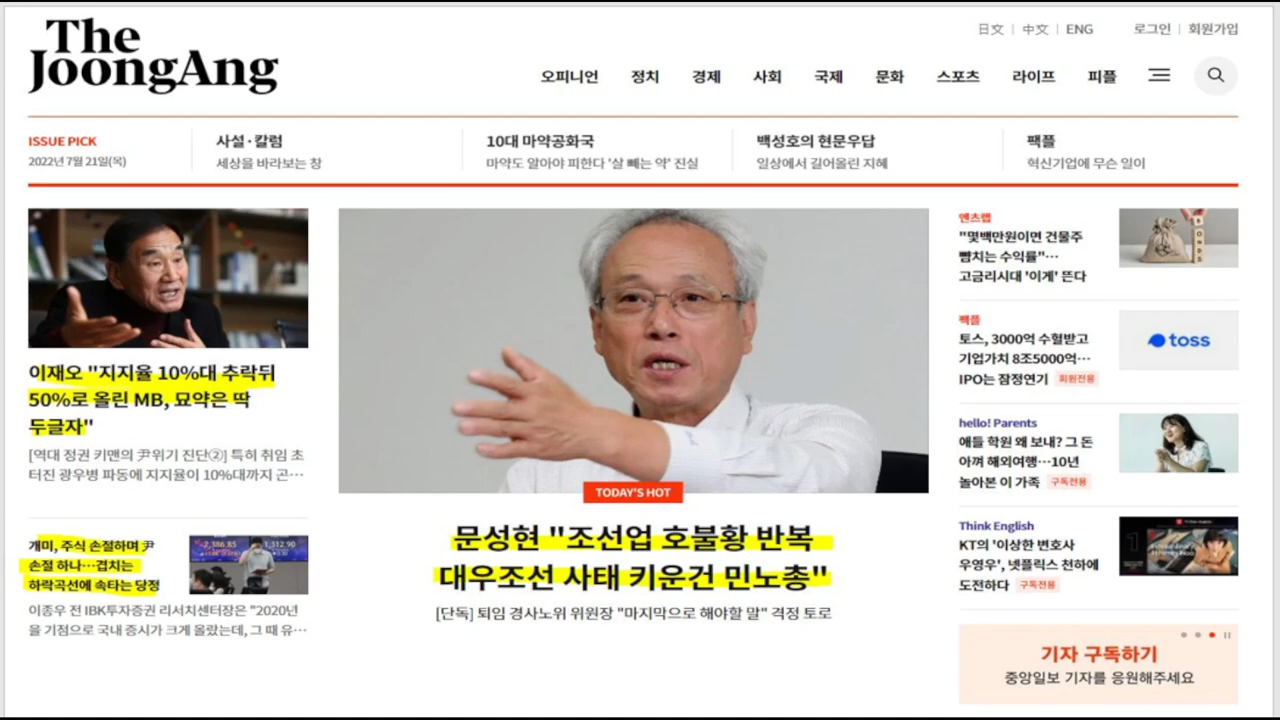 The
JoongAng
日文 | 中文 | ENG 로그인 | 회원가입
오피니언 정치 경제 사회 국제 문화 스포츠 라이프 피플
ISSUE PICK
2022년 7월 21일(목)
사설·칼럼
세상을 바라보는 창
10대 마약공화국
마약도 알아야 피한다 '살 빼는 약' 진실
백성호의 현문우답
일상에서 길어올린 지혜
팩플
혁신기업에 무슨 일이
이재오 "지지율 10%대 추락뒤
50%로 올린 MB, 묘약은 딱
두글자"
[역대 정권 키맨의 尹위기 진단②] 특히 취임 초
터진 광우병 파동에 지지율이 10%대까지 곤…
개미, 주식 손절하며 尹
손절 하나…겹치는
하락곡선에 속타는 당정
2,386.85
이종우 전 IBK투자증권 리서치센터장은 "2020년
을 기점으로 국내 증시가 크게 올랐는데, 그 때 유…
TODAY'S HOT
문성현 "조선업 호불황 반복
대우조선 사태 키운건 민노총"
[단독] 퇴임 경사노위 위원장 "마지막으로 해야할 말" 격정 토로
앤츠랩
"몇백만원이면 건물주
뺨치는 수익률"…
고금리시대 '이게' 뜬다
BONDS
팩플
토스, 3000억 수혈받고
기업가치 8조5000억…
IPO는 잠정연기 회원전용
toss
hello! Parents
애들 학원 왜 보내? 그 돈
아껴 해외여행…10년
놀아본 이 가족 구독전용
Think English
KT의 '이상한 변호사
우영우', 넷플릭스 천하에
도전하다 구독전용
기자 구독하기
중앙일보 기자를 응원해주세요